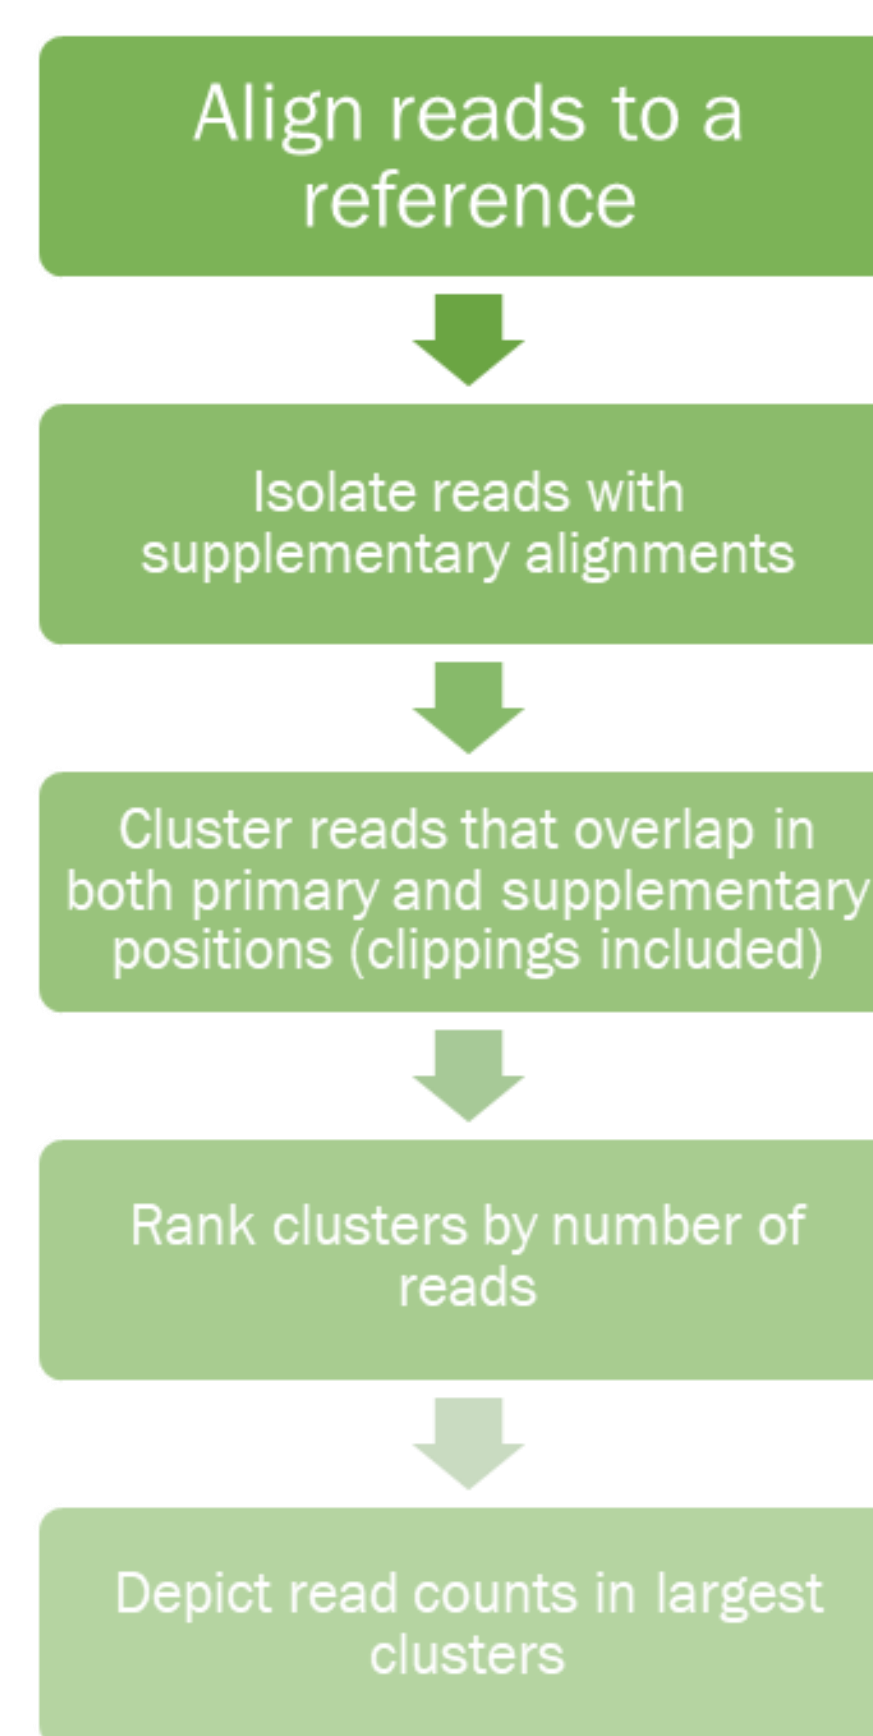 Align reads to a
reference
Isolate reads with
supplementary alignments
Cluster reads that overlap in
both primary and supplementary
positions (clippings included)
Rank clusters by number of
reads
Depict read counts in largest
clusters